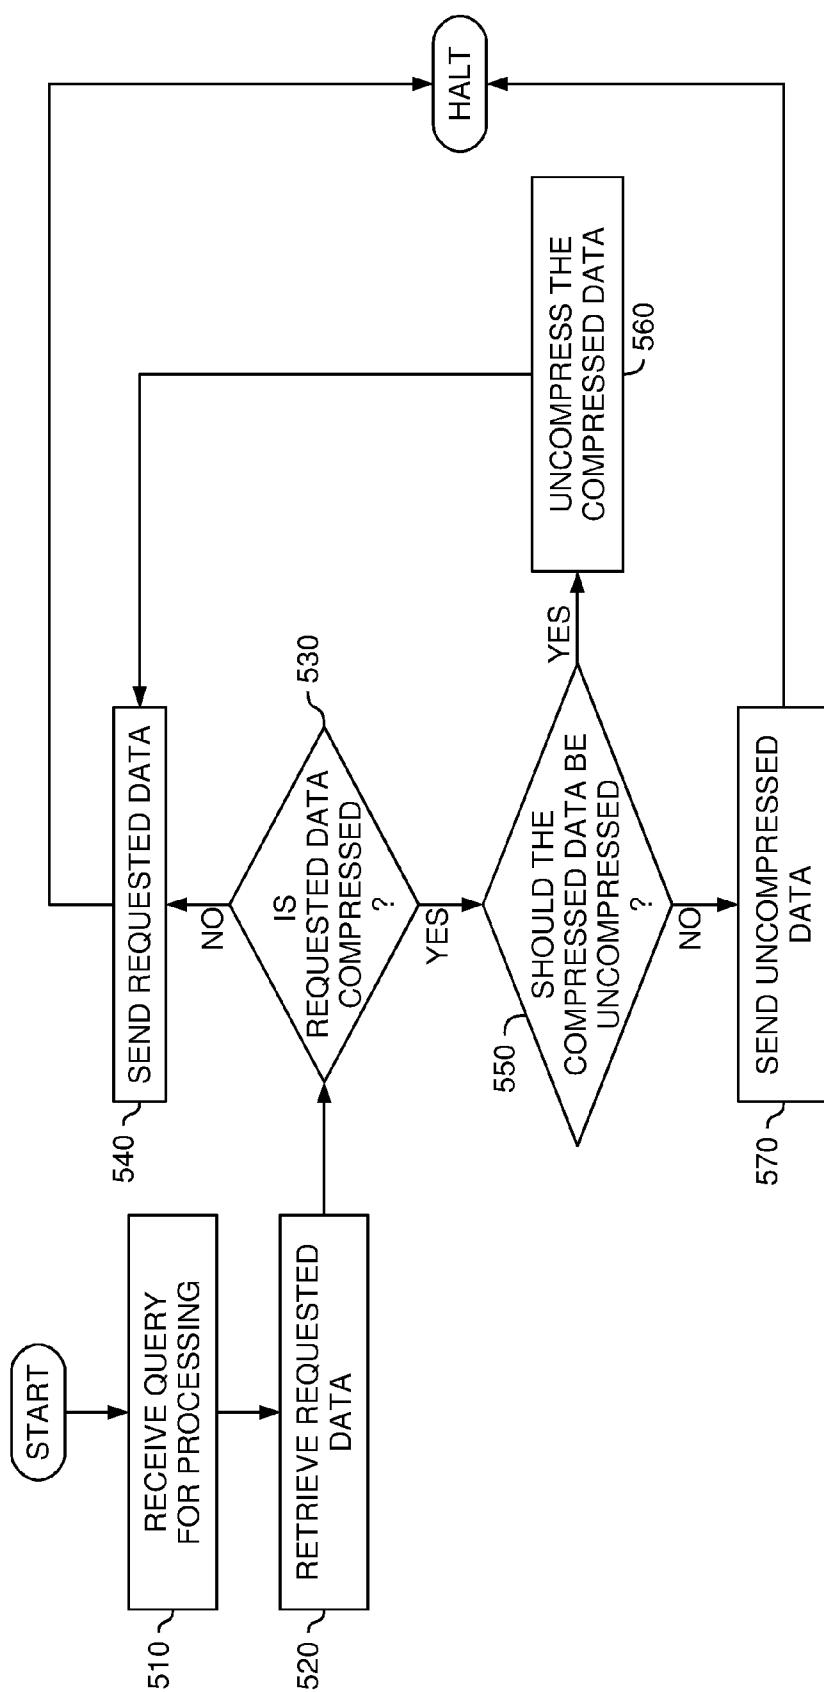 START
RECEIVE QUERY
FOR PROCESSING
510
RETRIEVE REQUESTED
DATA
520
IS
REQUESTED DATA
COMPRESSED
?
530
NO
YES
SEND REQUESTED DATA
540
SHOULD THE
COMPRESSED DATA BE
UNCOMPRESSED
?
550
YES
NO
UNCOMPRESS THE
COMPRESSED DATA
560
SEND UNCOMPRESSED
DATA
570
HALT